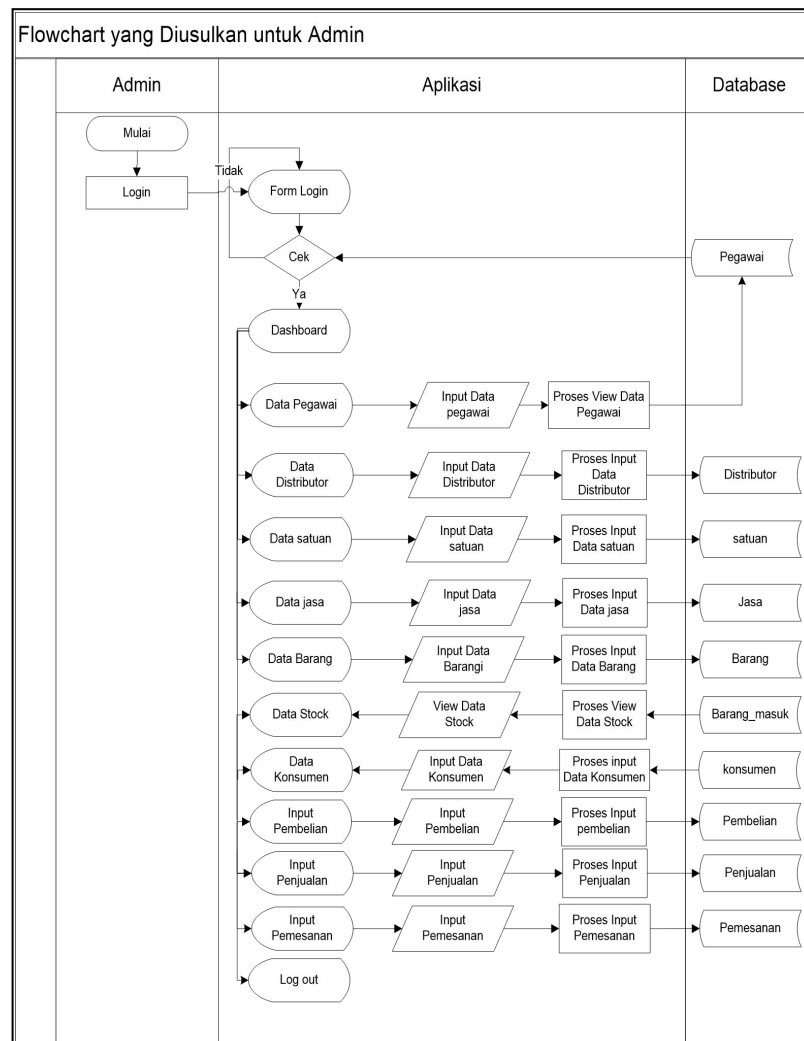 Flowchart yang Diusulkan untuk Admin
Admin
Aplikasi
Database
Mulai
Tidak
Login
Form Login
Cek
Pegawai
Ya
Dashboard
Data Pegawai
Input Data
pegawai
Proses View Data
Pegawai
Data
Distributor
Input Data
Distributor
Proses Input
Data
Distributor
Distributor
Data satuan
Input Data
satuan
Proses Input
Data satuan
satuan
Data jasa
Input Data
jasa
Proses Input
Data jasa
Jasa
Data Barang
Input Data
Barangi
Proses Input
Data Barang
Barang
Data Stock
View Data
Stock
Proses View
Data Stock
Barang_masuk
Data
Konsumen
Input Data
Konsumen
Proses input
Data Konsumen
konsumen
Input
Pembelian
Input
Pembelian
Proses Input
pembelian
Pembelian
Input
Penjualan
Input
Penjualan
Proses Input
Penjualan
Penjualan
Input
Pemesanan
Input
Pemesanan
Proses Input
Pemesanan
Pemesanan
Log out